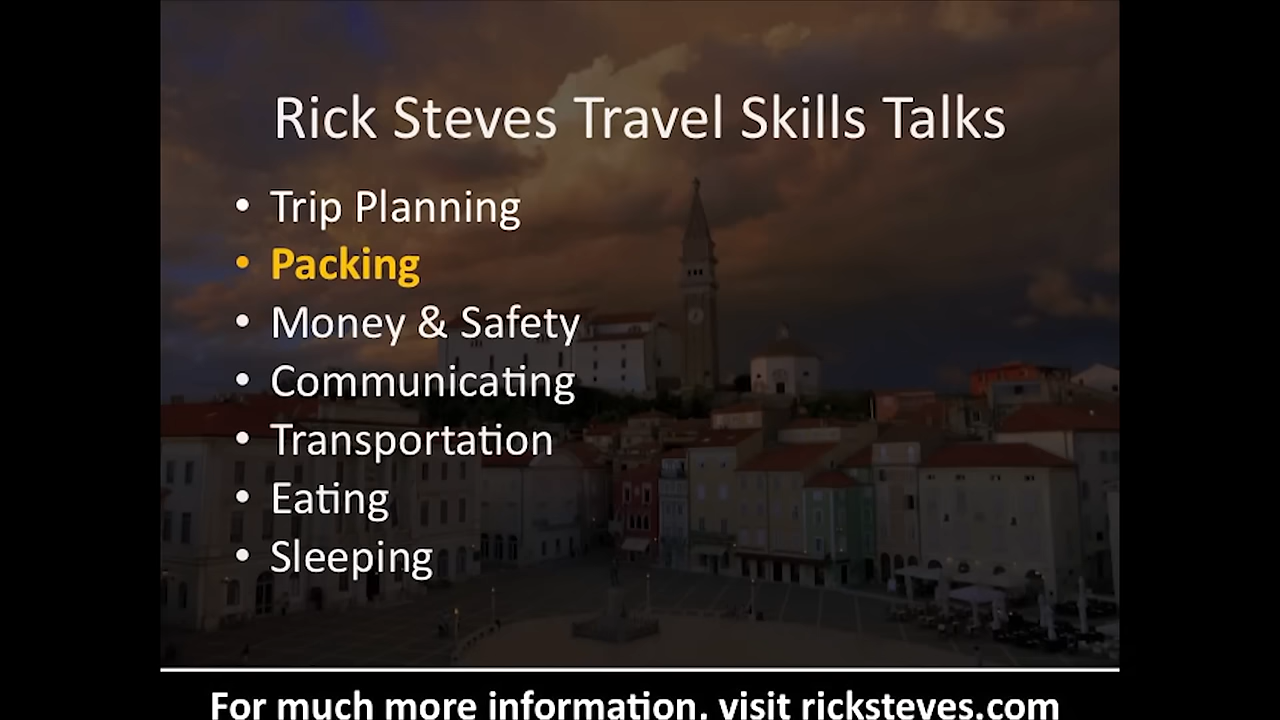 Rick Steves Travel Skills Talks
• Trip Planning
• Packing
• Money & Safety
• Communicating
• Transportation
• Eating
• Sleeping
For much more information, visit ricksteves.com